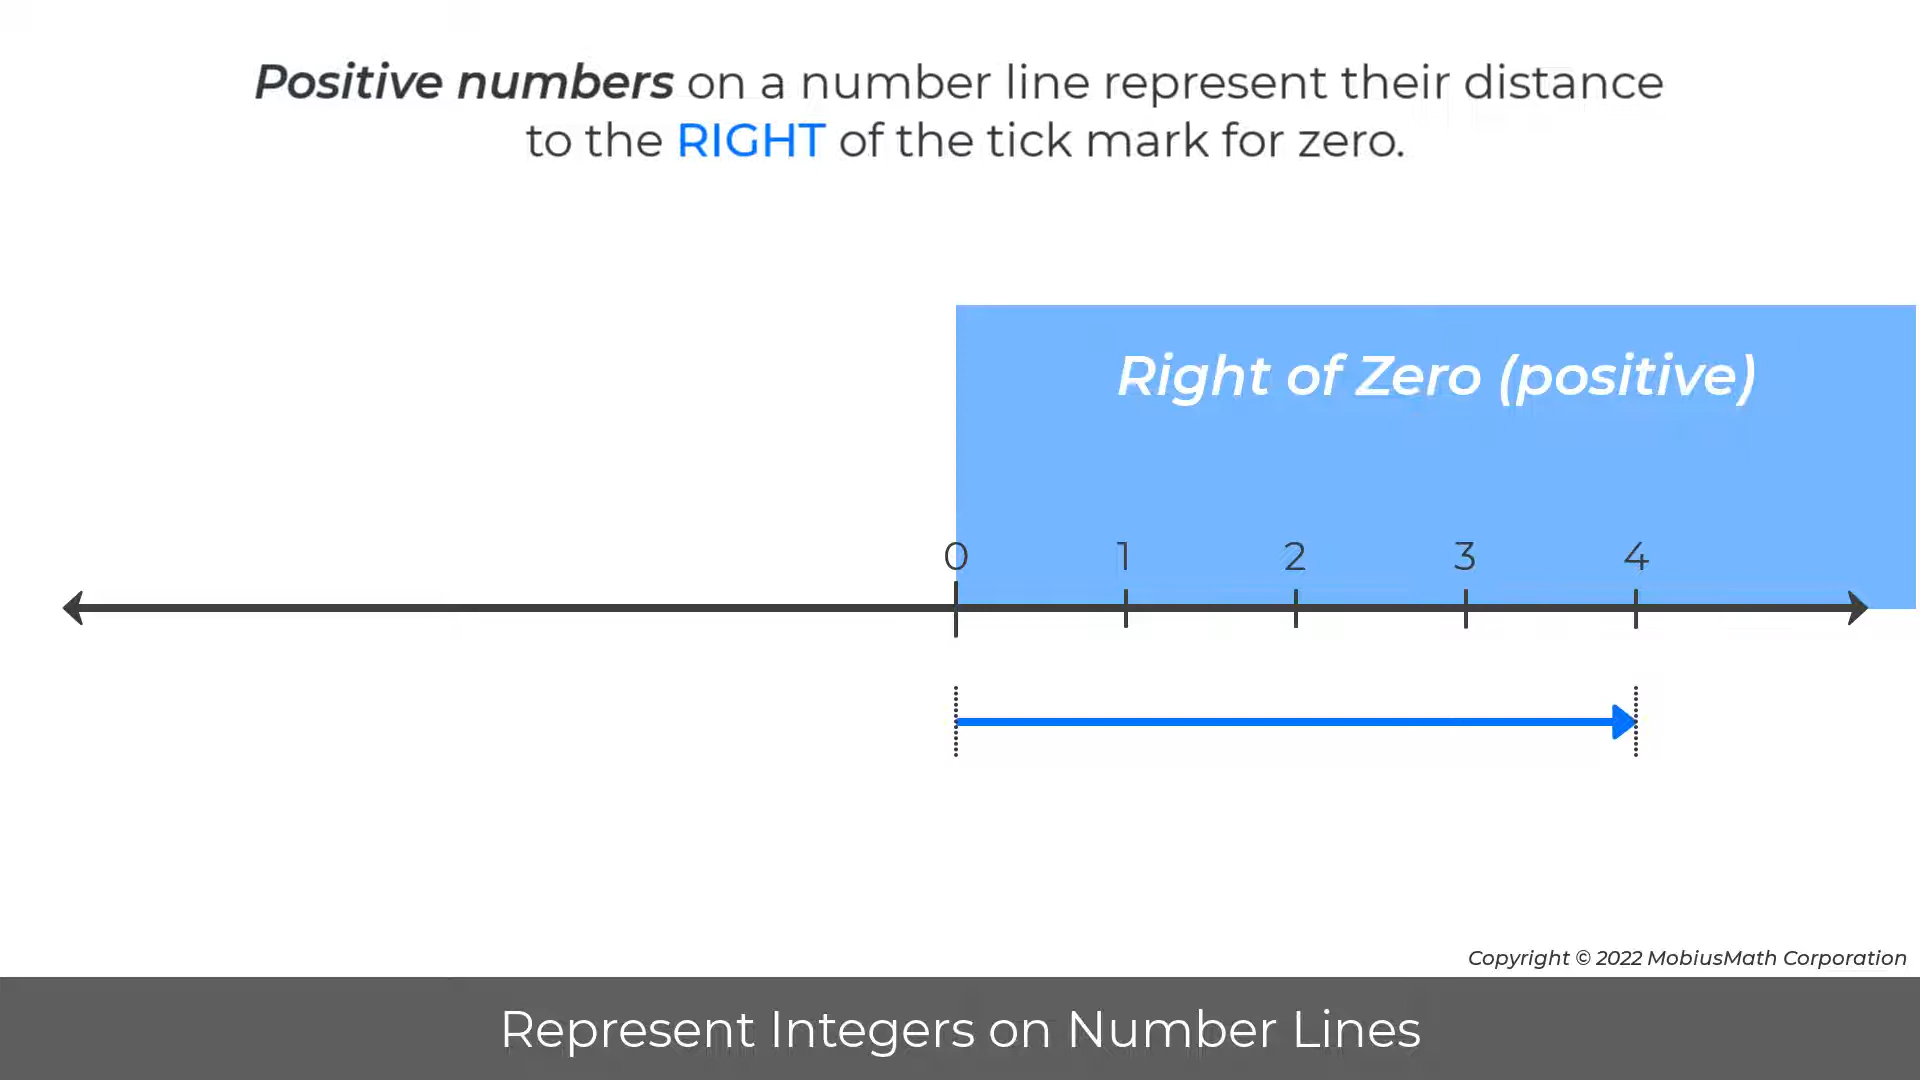 Positive numbers on a number line represent their distance
to the RIGHT of the tick mark for zero.
Right of Zero (positive)
0 1 2 3 4
Copyright © 2022 MobiusMath Corporation
Represent Integers on Number Lines